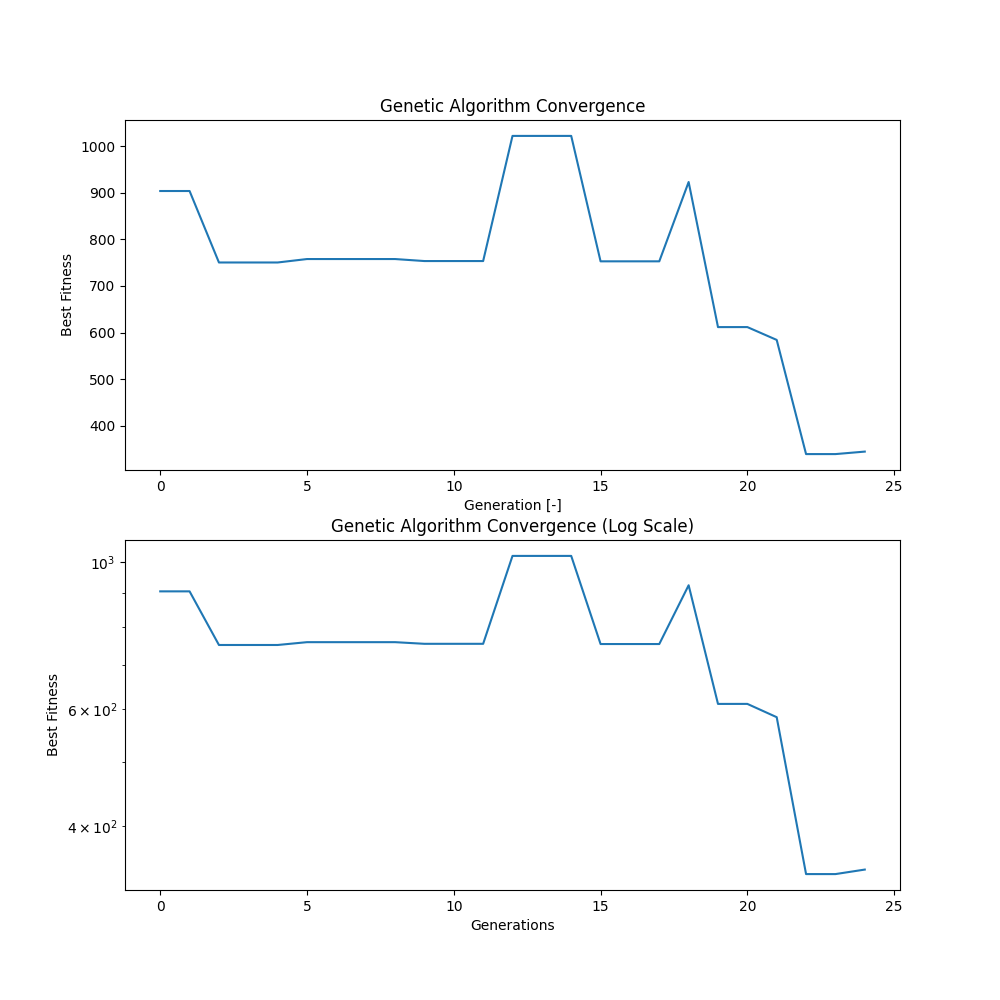 Genetic Algorithm Convergence
1000
900
800
700
600
500
400
Best Fitness
0 5 10 15 20 25
Generation [-]
Genetic Algorithm Convergence (Log Scale)
10³
6 × 10²
4 × 10²
Best Fitness
0 5 10 15 20 25
Generations